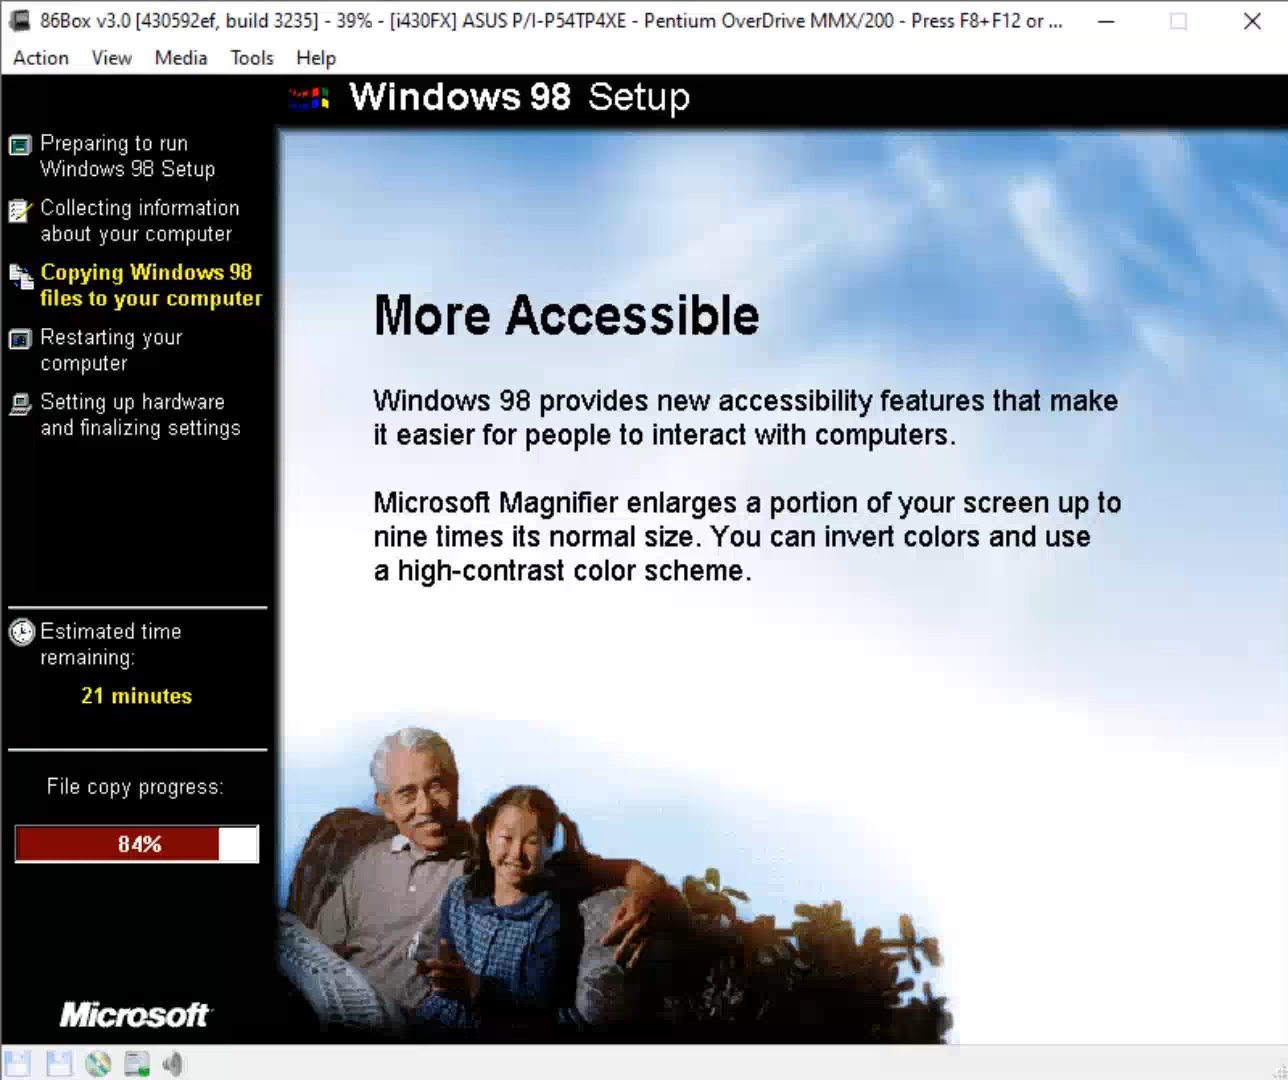 86Box v3.0 [430592ef, build 3235] - 39% - [i430FX] ASUS P/I-P54TP4XE - Pentium OverDrive MMX/200 - Press F8+F12 or ...
Action View Media Tools Help
Windows 98 Setup
Preparing to run
Windows 98 Setup
Collecting information
about your computer
Copying Windows 98
files to your computer
Restarting your
computer
Setting up hardware
and finalizing settings
Estimated time
remaining:
21 minutes
File copy progress:
84%
Microsoft
More Accessible
Windows 98 provides new accessibility features that make
it easier for people to interact with computers.
Microsoft Magnifier enlarges a portion of your screen up to
nine times its normal size. You can invert colors and use
a high-contrast color scheme.